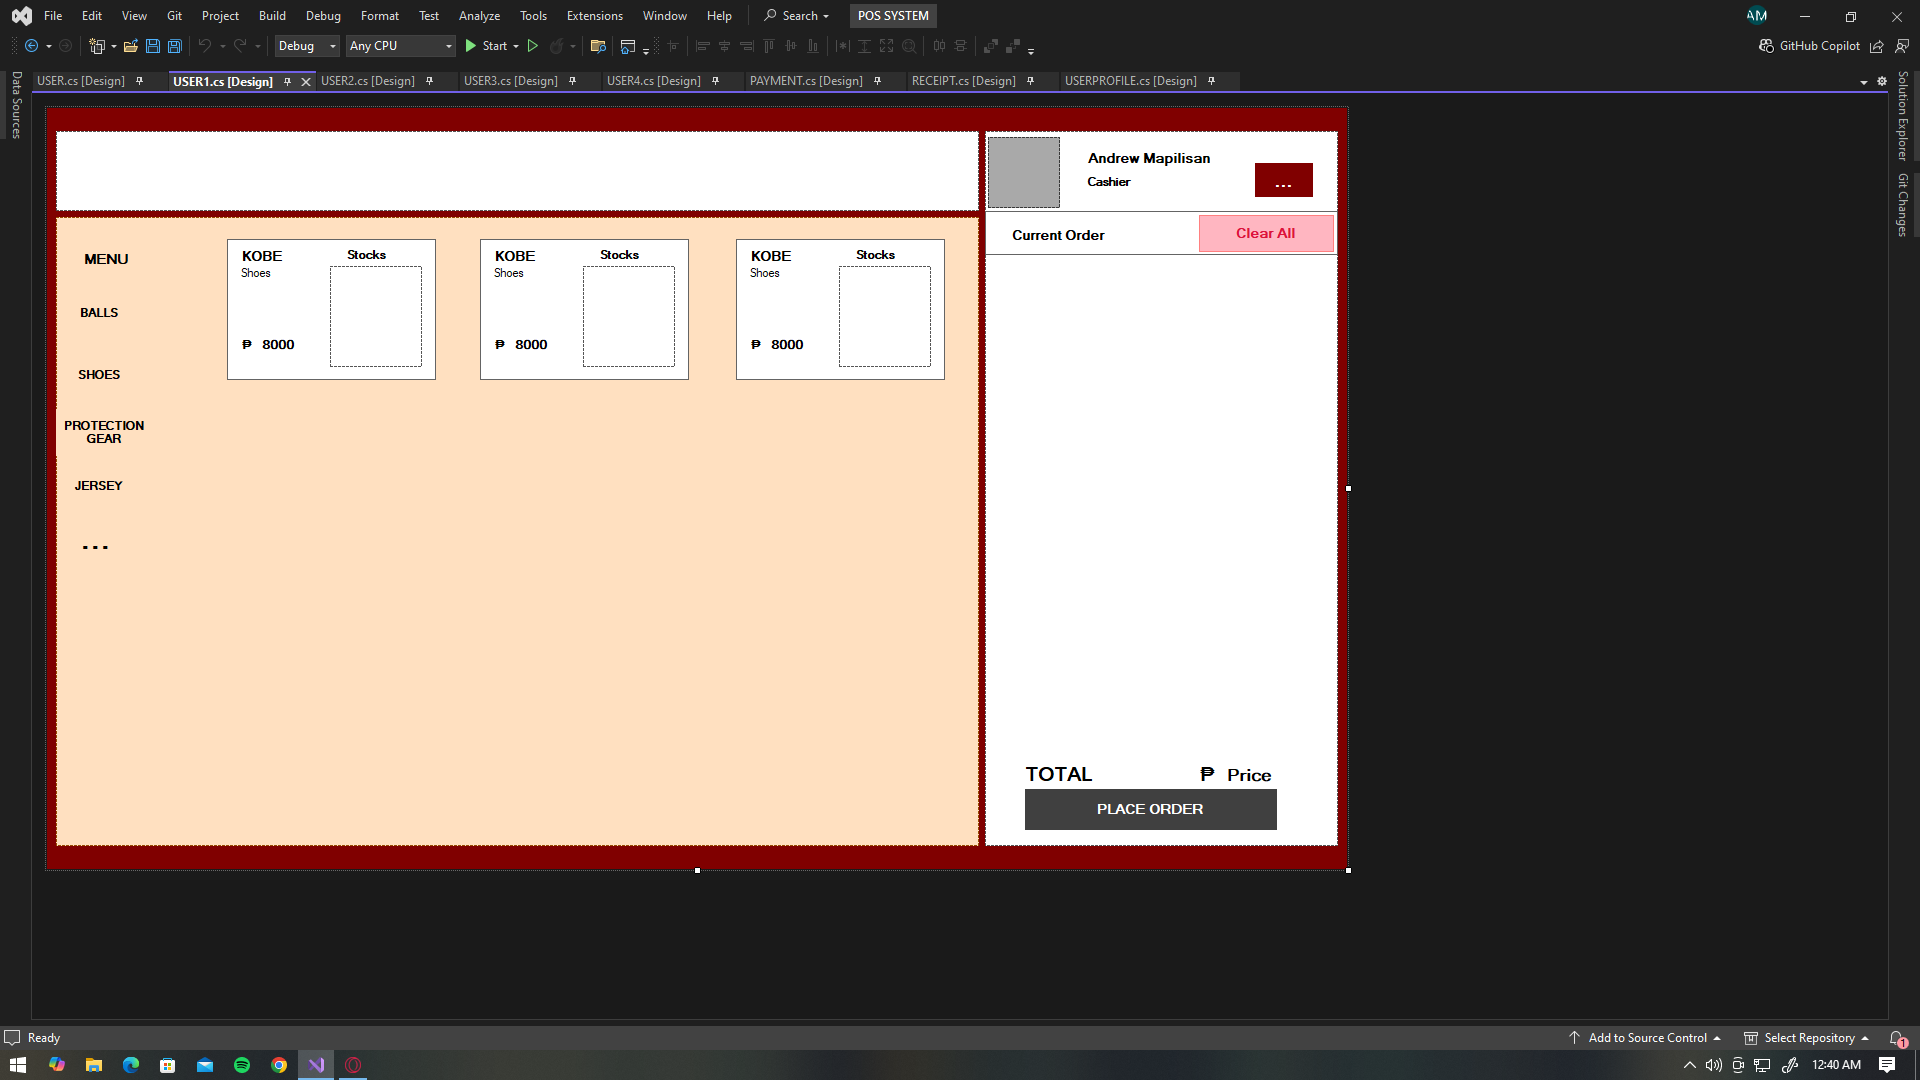 File Edit View Git Project Build Debug Format Test Analyze Tools Extensions Window Help Search POS SYSTEM AM
Debug Any CPU Start GitHub Copilot
USER.cs [Design] USER1.cs [Design] USER2.cs [Design] USER3.cs [Design] USER4.cs [Design] PAYMENT.cs [Design] RECEIPT.cs [Design] USERPROFILE.cs [Design]
Data Sources
Solution Explorer
Git Changes
Andrew Mapilisan
Cashier
...
Current Order
Clear All
MENU
BALLS
SHOES
PROTECTION
GEAR
JERSEY
...
KOBE Stocks
Shoes
₱ 8000
KOBE Stocks
Shoes
₱ 8000
KOBE Stocks
Shoes
₱ 8000
TOTAL ₱ Price
PLACE ORDER
Ready Add to Source Control Select Repository 1
12:40 AM